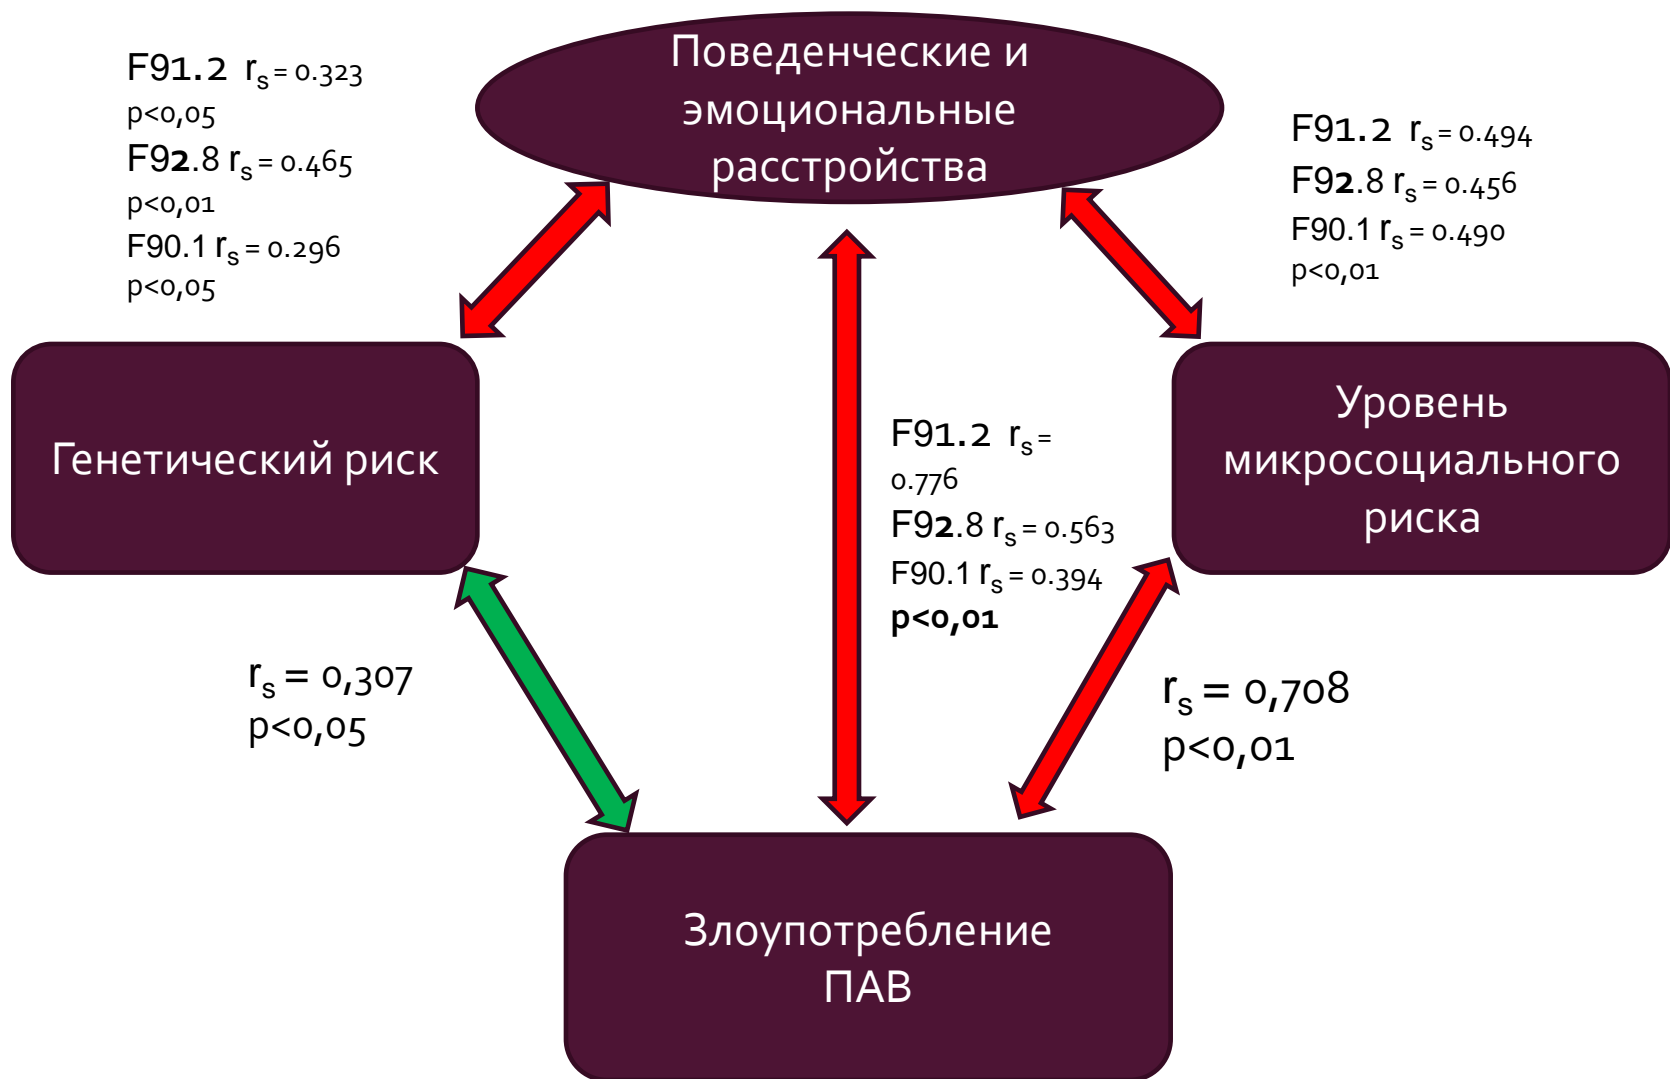 Поведенческие и
эмоциональные
расстройства
F91.2 rs = 0.323
p<0,05
F92.8 rs = 0.465
p<0,01
F90.1 rs = 0.296
p<0,05
F91.2 rs = 0.494
F92.8 rs = 0.456
F90.1 rs = 0.490
p<0,01
Генетический риск
F91.2 rs =
0.776
F92.8 rs = 0.563
F90.1 rs = 0.394
p<0,01
Уровень
микросоциального
риска
rs = 0,307
p<0,05
rs = 0,708
p<0,01
Злоупотребление
ПАВ